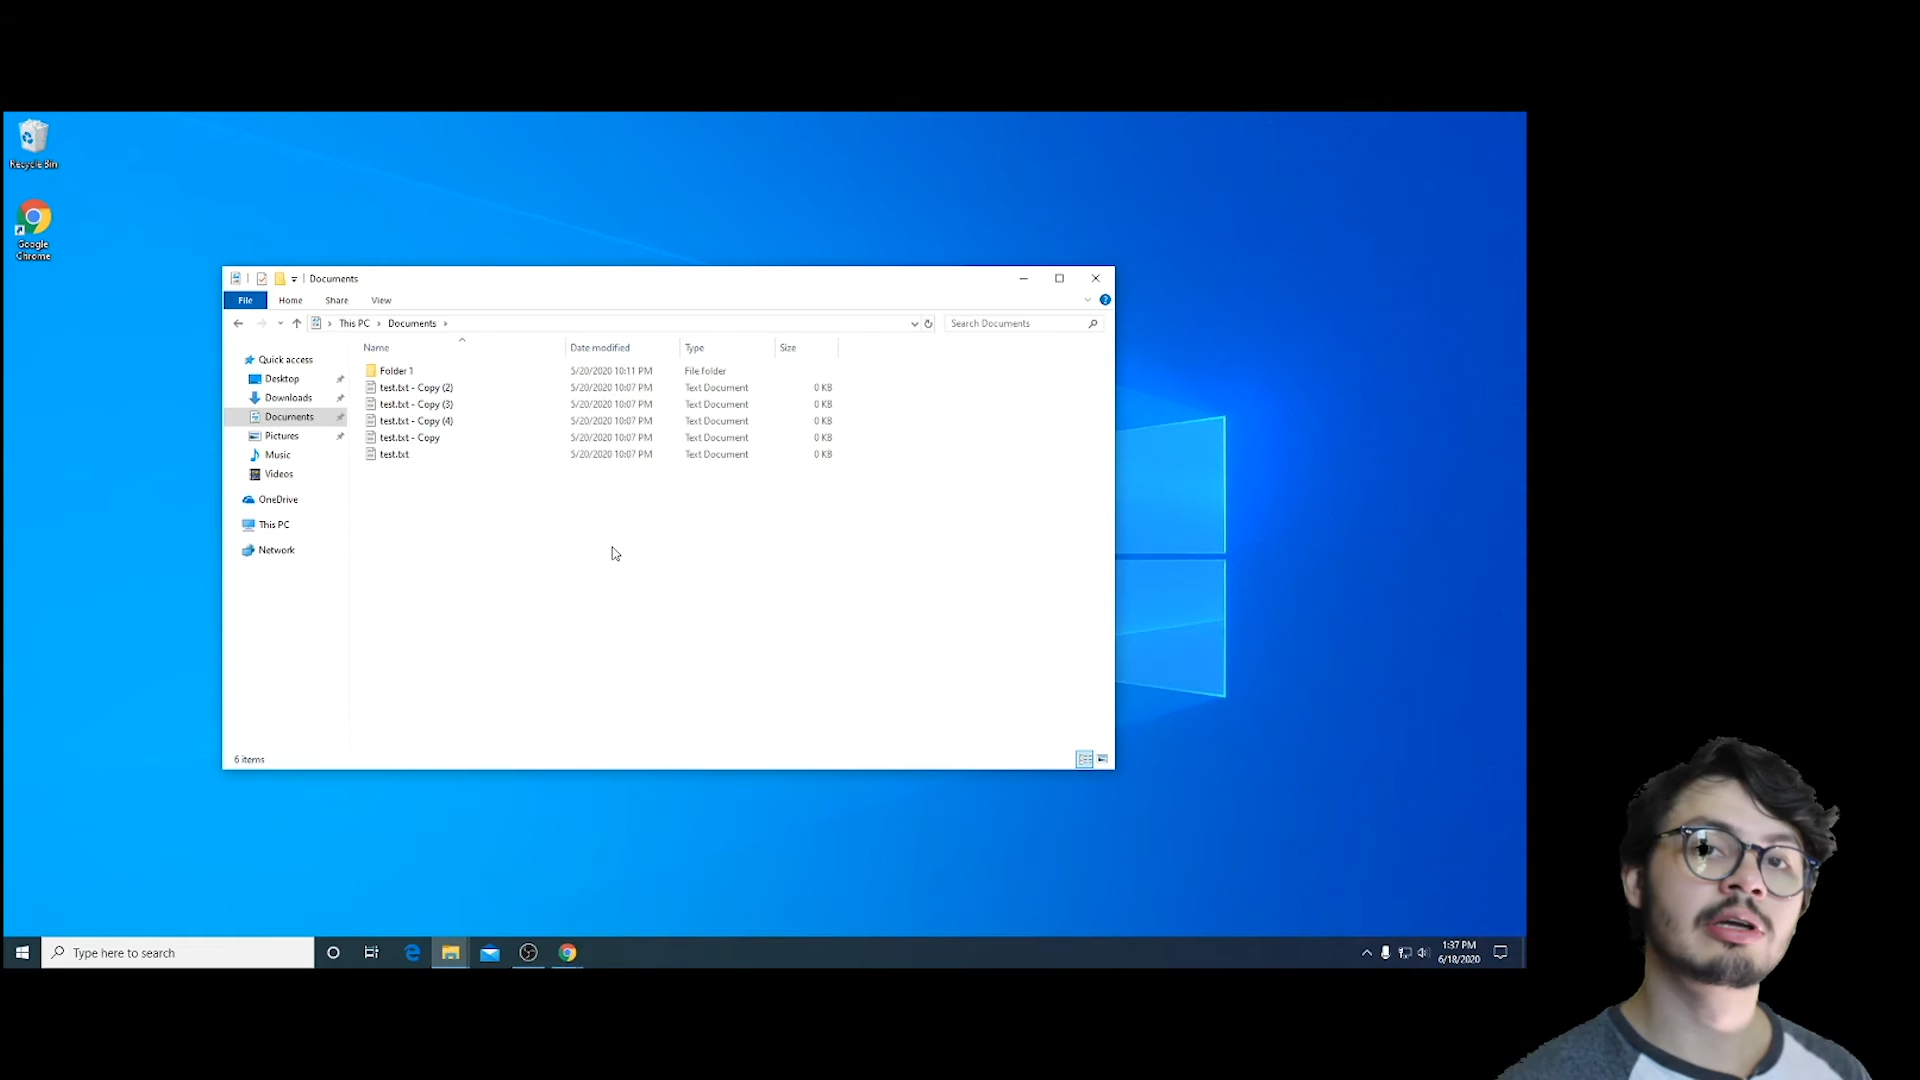 Recycle Bin
Google
Chrome
Documents
File Home Share View
This PC Documents
Search Documents
Name Date modified Type Size
Quick access
Desktop
Downloads
Documents
Pictures
Music
Videos
OneDrive
This PC
Network
Folder 1 5/20/2020 10:11 PM File folder
test.txt - Copy (2) 5/20/2020 10:07 PM Text Document 0 KB
test.txt - Copy (3) 5/20/2020 10:07 PM Text Document 0 KB
test.txt - Copy (4) 5/20/2020 10:07 PM Text Document 0 KB
test.txt - Copy 5/20/2020 10:07 PM Text Document 0 KB
test.txt 5/20/2020 10:07 PM Text Document 0 KB
6 items
Type here to search
1:37 PM
6/18/2020